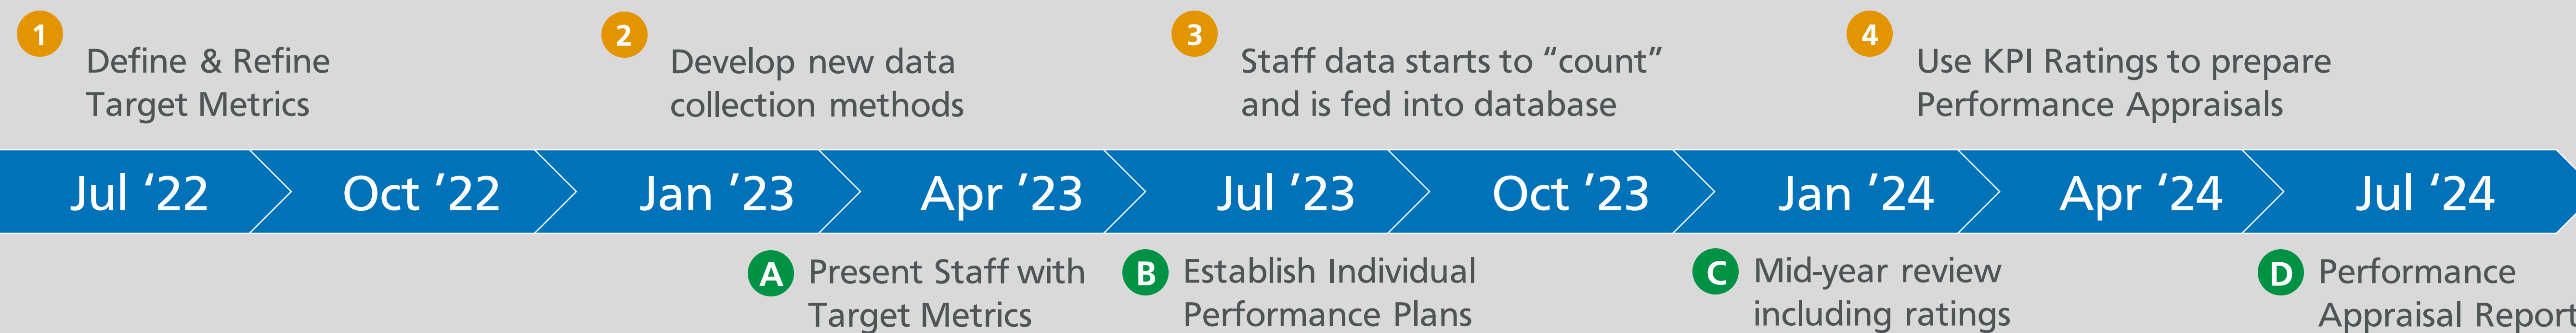 1
Define & Refine
Target Metrics
2
Develop new data
collection methods
3
Staff data starts to “count”
and is fed into database
4
Use KPI Ratings to prepare
Performance Appraisals
Jul ‘22
Oct ’22
Jan ’23
Apr ’23
Jul ’23
Oct ’23
Jan ’24
Apr ‘24
Jul ‘24
A
Present Staff with
Target Metrics
B
Establish Individual
Performance Plans
C
Mid-year review
including ratings
D
Performance
Appraisal Report